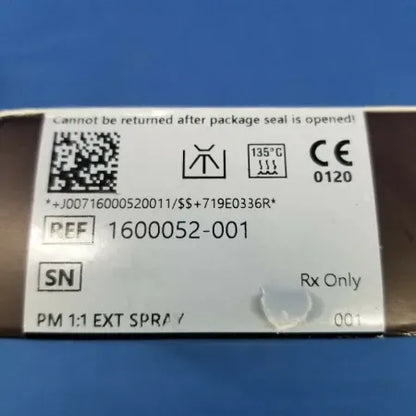 Cannot be returned after package seal is opened!
135°C
CE
0120
*+J00716000520011/$$+719E0336R*
REF 1600052-001
SN
Rx Only
PM 1:1 EXT SPRAY
001